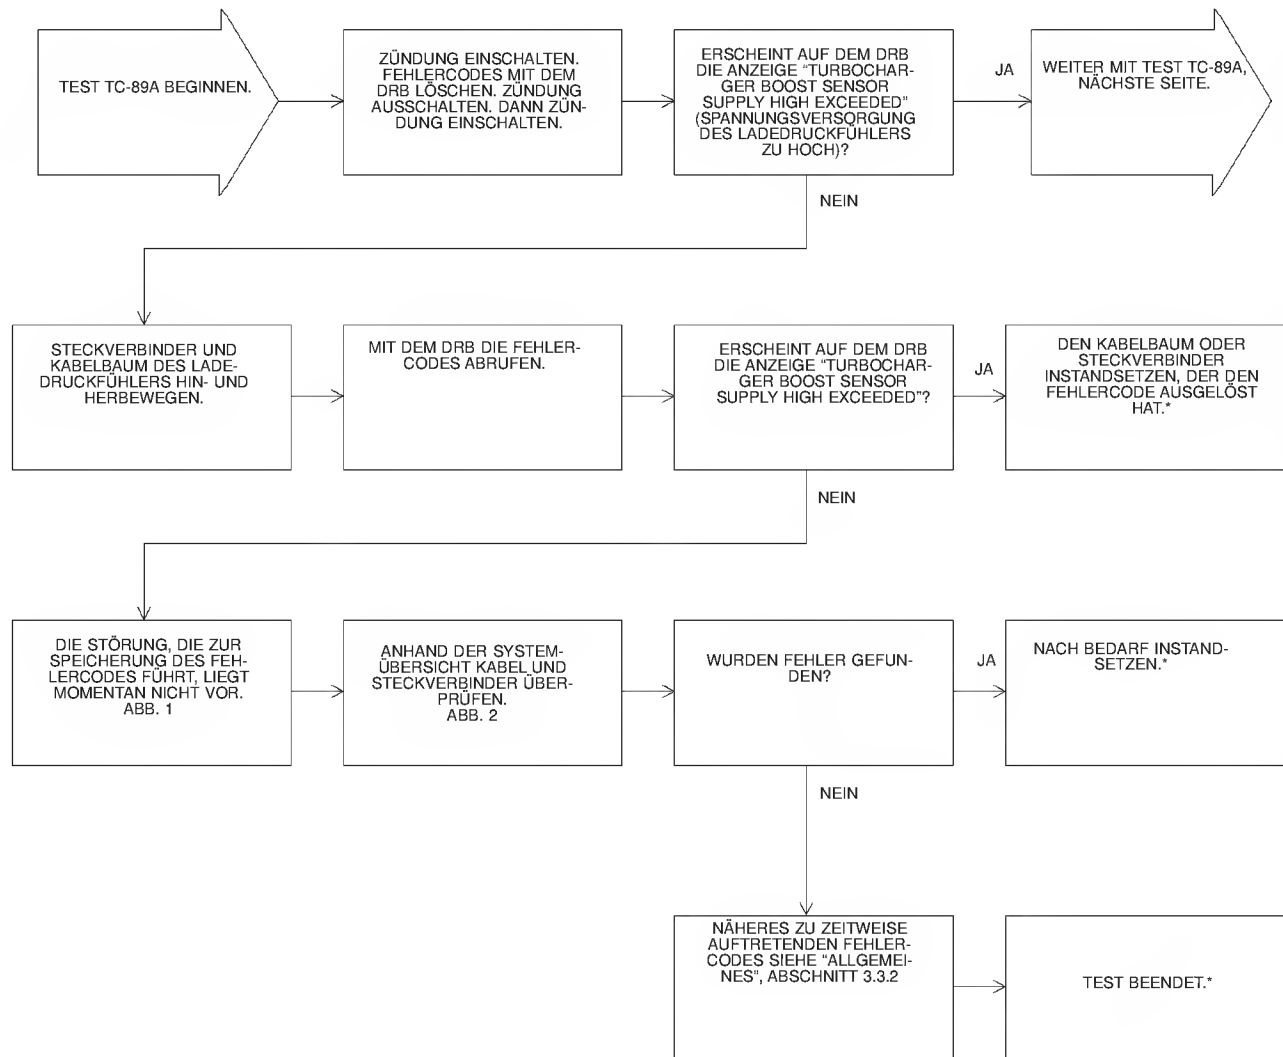 TEST TC-89A BEGINNEN.
ZÜNDUNG EINSCHALTEN.
FEHLERCODES MIT DEM
DRB LÖSCHEN. ZÜNDUNG
AUSSCHALTEN. DANN ZÜN-
DUNG EINSCHALTEN.
ERSCHEINT AUF DEM DRB
DIE ANZEIGE “TURBOCHAR-
GER BOOST SENSOR
SUPPLY HIGH EXCEEDED”
(SPANNUNGSVERSORGUNG
DES LADEDRUCKFÜHLERS
ZU HOCH)?
JA
WEITER MIT TEST TC-89A,
NÄCHSTE SEITE.
NEIN
STECKVERBINDER UND
KABELBAUM DES LADE-
DRUCKFÜHLERS HIN- UND
HERBEWEGEN.
MIT DEM DRB DIE FEHLER-
CODES ABRUFEN.
ERSCHEINT AUF DEM DRB
DIE ANZEIGE “TURBOCHAR-
GER BOOST SENSOR
SUPPLY HIGH EXCEEDED”?
JA
DEN KABELBAUM ODER
STECKVERBINDER
INSTANDSETZEN, DER DEN
FEHLERCODE AUSGELÖST
HAT.*
NEIN
DIE STÖRUNG, DIE ZUR
SPEICHERUNG DES FEH-
LERCODES FÜHRT, LIEGT
MOMENTAN NICHT VOR.
ABB. 1
ANHAND DER SYSTEM-
ÜBERSICHT KABEL UND
STECKVERBINDER ÜBER-
PRÜFEN.
ABB. 2
WURDEN FEHLER GEFUN-
DEN?
JA
NACH BEDARF INSTAND-
SETZEN.*
NEIN
NÄHERES ZU ZEITWEISE
AUFTRETENDEN FEHLER-
CODES SIEHE “ALLGEMEI-
NES”, ABSCHNITT 3.3.2
TEST BEENDET.*